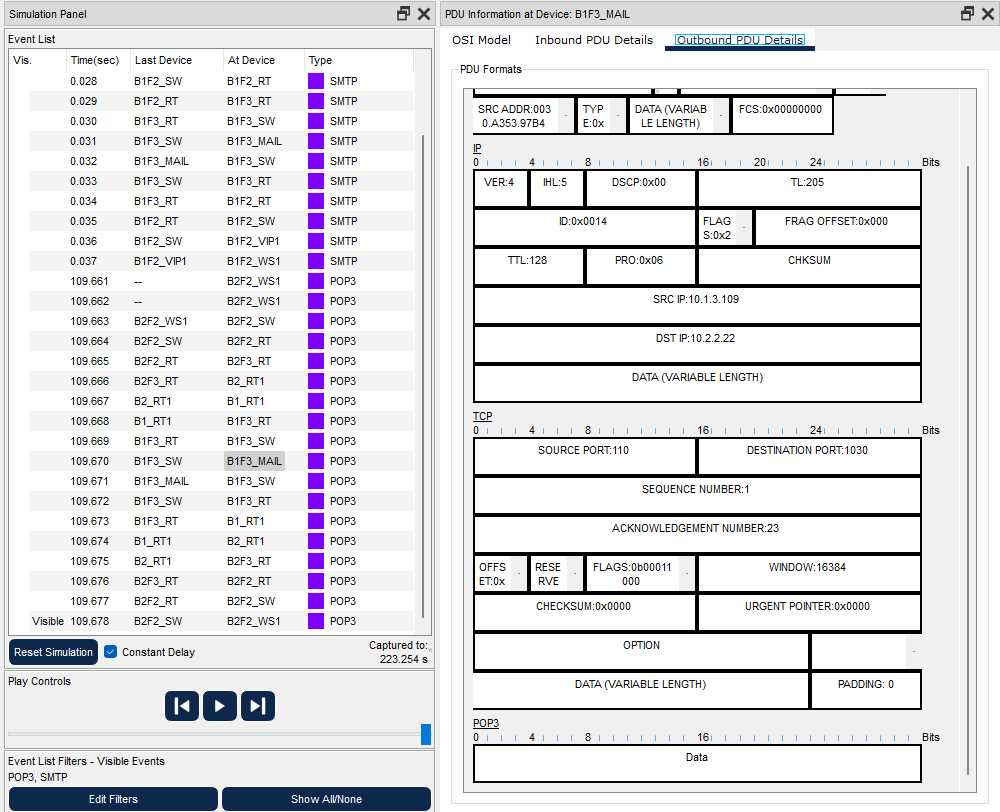 Simulation Panel
Event List
Vis. Time(sec) Last Device At Device Type
0.028 B1F2_SW B1F2_RT SMTP
0.029 B1F2_RT B1F3_RT SMTP
0.030 B1F3_RT B1F3_SW SMTP
0.031 B1F3_SW B1F3_MAIL SMTP
0.032 B1F3_MAIL B1F3_SW SMTP
0.033 B1F3_SW B1F3_RT SMTP
0.034 B1F3_RT B1F2_RT SMTP
0.035 B1F2_RT B1F2_SW SMTP
0.036 B1F2_SW B1F2_VIP1 SMTP
0.037 B1F2_VIP1 B1F2_WS1 SMTP
109.661 -- B2F2_WS1 POP3
109.662 -- B2F2_WS1 POP3
109.663 B2F2_WS1 B2F2_SW POP3
109.664 B2F2_SW B2F2_RT POP3
109.665 B2F2_RT B2F3_RT POP3
109.666 B2F3_RT B2_RT1 POP3
109.667 B2_RT1 B1_RT1 POP3
109.668 B1_RT1 B1F3_RT POP3
109.669 B1F3_RT B1F3_SW POP3
109.670 B1F3_SW B1F3_MAIL POP3
109.671 B1F3_MAIL B1F3_SW POP3
109.672 B1F3_SW B1F3_RT POP3
109.673 B1F3_RT B1_RT1 POP3
109.674 B1_RT1 B2_RT1 POP3
109.675 B2_RT1 B2F3_RT POP3
109.676 B2F3_RT B2F2_RT POP3
109.677 B2F2_RT B2F2_SW POP3
Visible 109.678 B2F2_SW B2F2_WS1 POP3
Reset Simulation Constant Delay Captured to:
223.254 s
Play Controls
Event List Filters - Visible Events
POP3, SMTP
Edit Filters Show All/None
PDU Information at Device: B1F3_MAIL
OSI Model Inbound PDU Details Outbound PDU Details
PDU Formats
SRC ADDR:003 TYP DATA (VARIAB FCS:0x00000000
0.A353.97B4 E:0x LE LENGTH)
IP
0 4 8 16 20 24 Bits
VER:4 IHL:5 DSCP:0x00 TL:205
ID:0x0014 FLAG FRAG OFFSET:0x000
S:0x2
TTL:128 PRO:0x06 CHKSUM
SRC IP:10.1.3.109
DST IP:10.2.2.22
DATA (VARIABLE LENGTH)
TCP
0 4 8 16 24 Bits
SOURCE PORT:110 DESTINATION PORT:1030
SEQUENCE NUMBER:1
ACKNOWLEDGEMENT NUMBER:23
OFFS RESE FLAGS:0b00011 WINDOW:16384
ET:0x RVE 000
CHECKSUM:0x0000 URGENT POINTER:0x0000
OPTION
DATA (VARIABLE LENGTH) PADDING: 0
POP3
0 4 8 16 24 Bits
Data